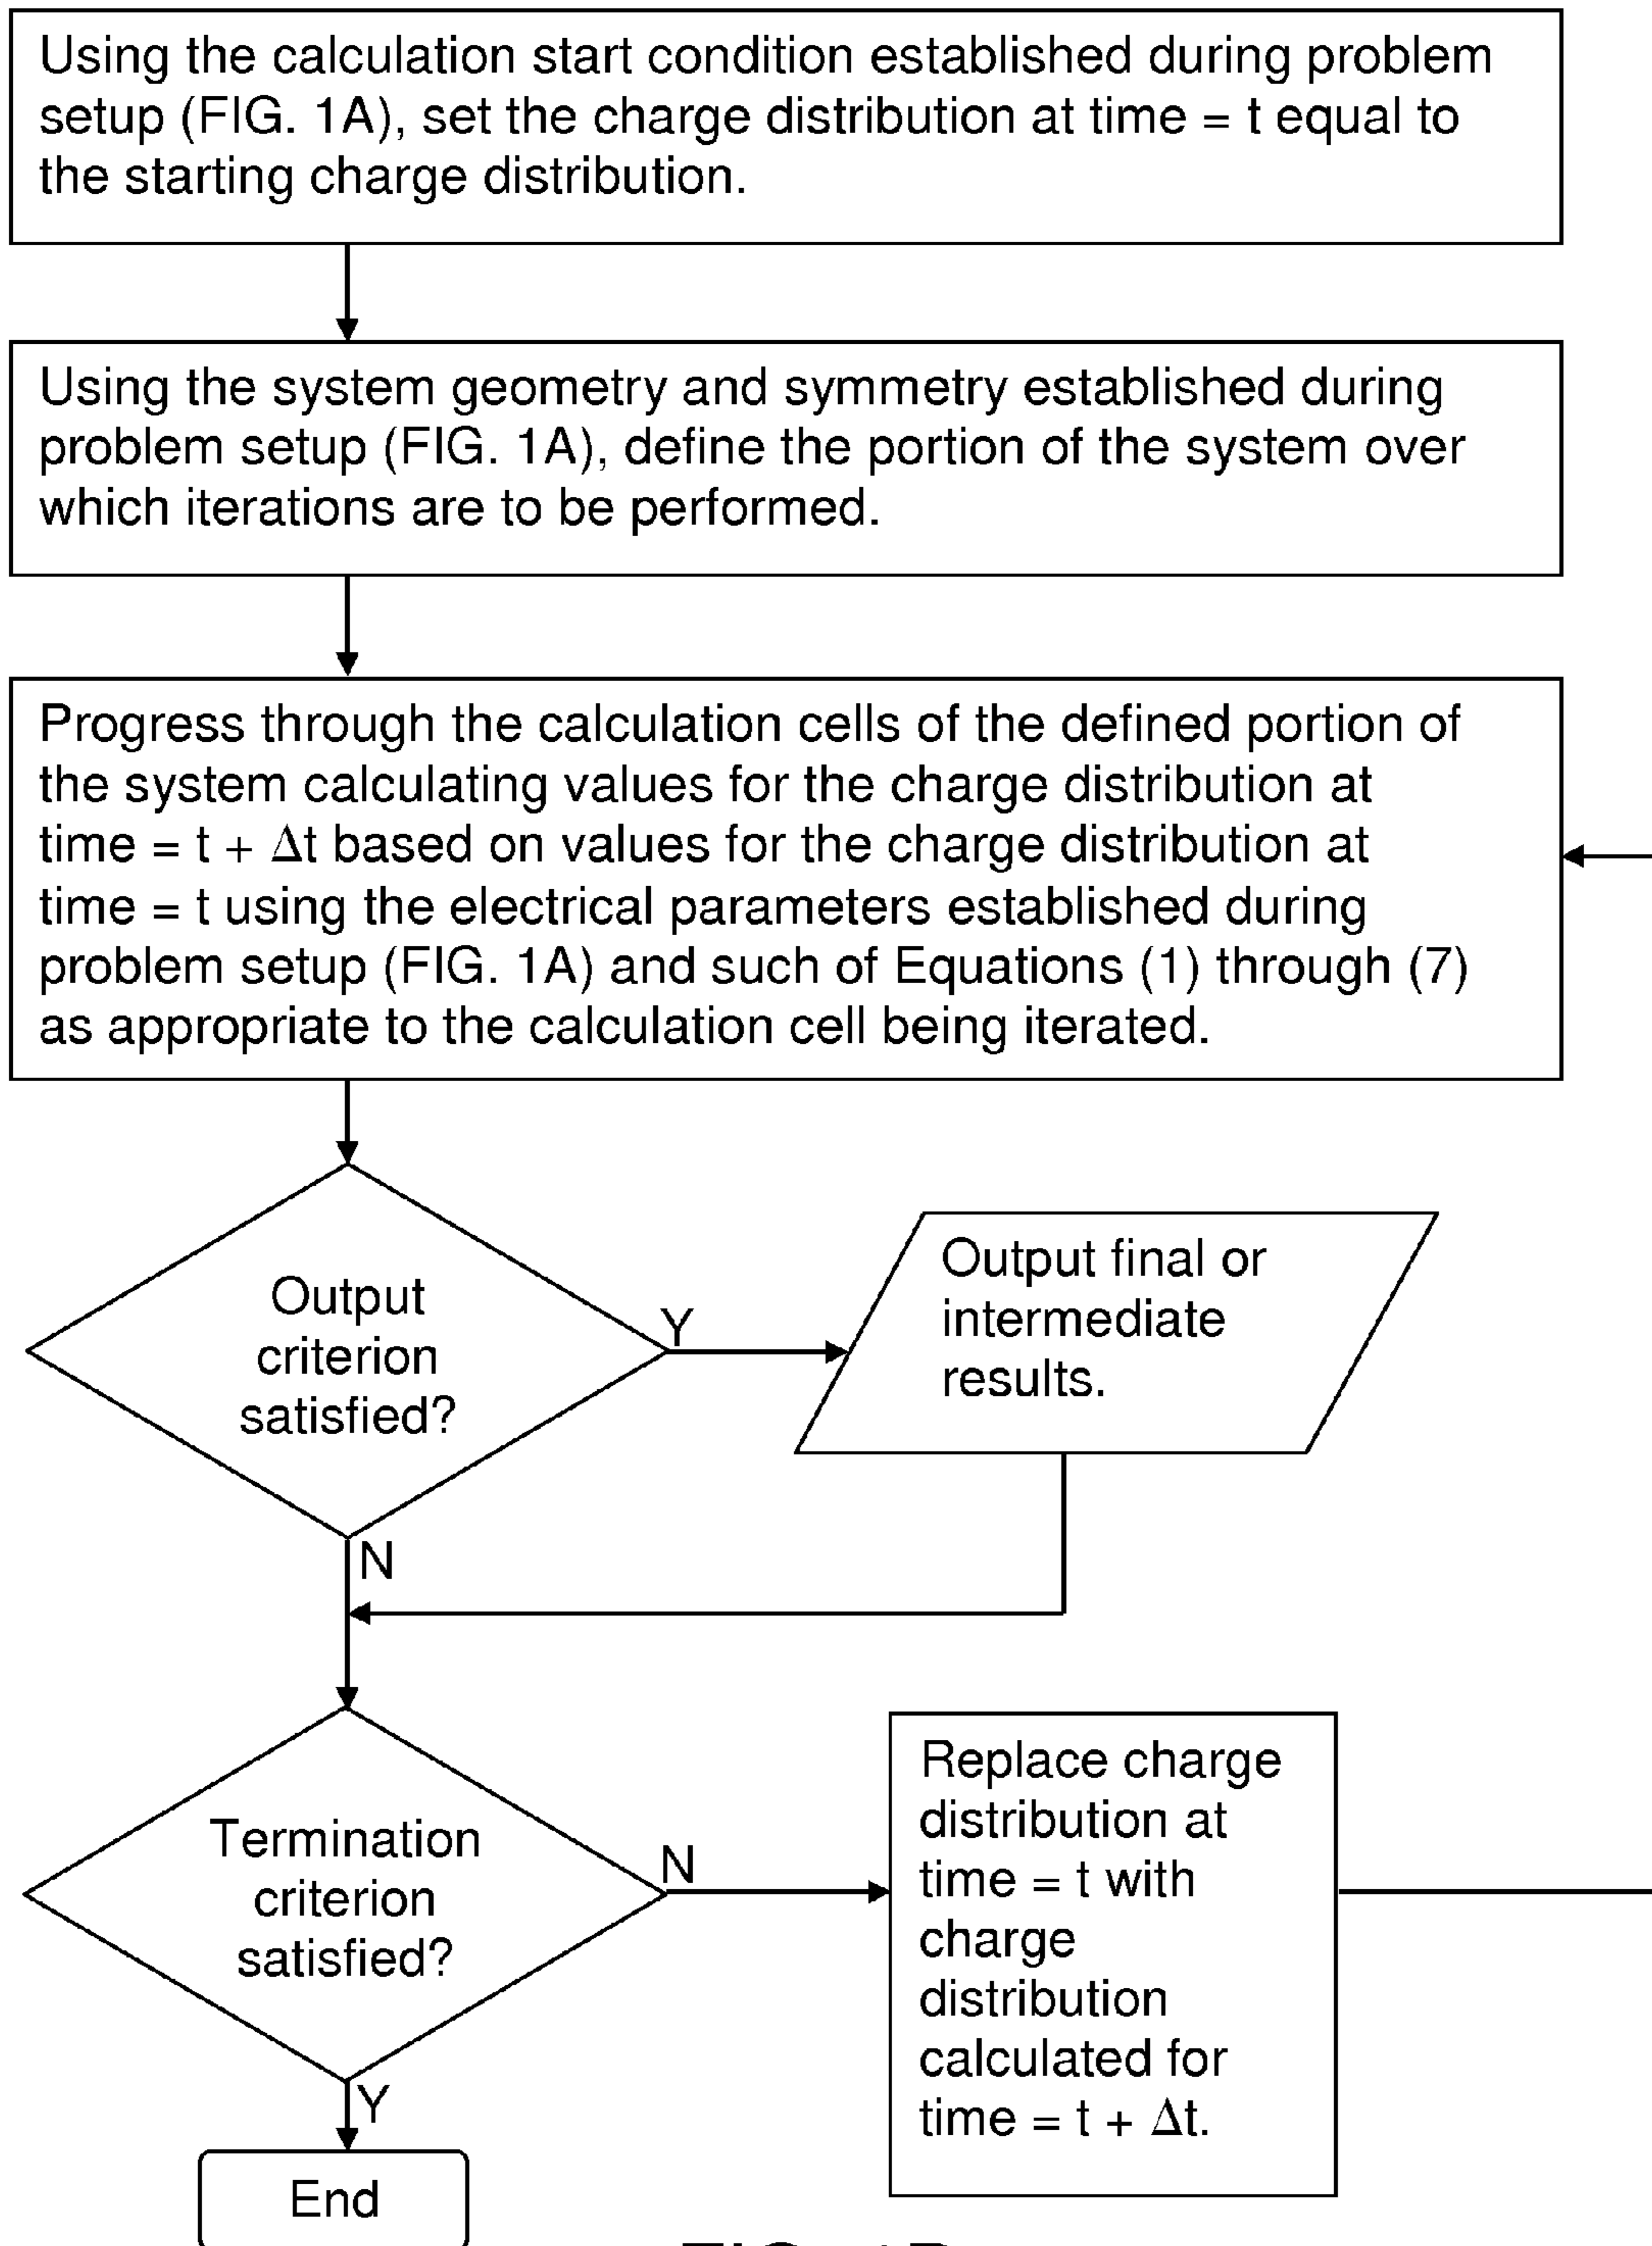 Using the calculation start condition established during problem
setup (FIG. 1A), set the charge distribution at time = t equal to
the starting charge distribution.
Using the system geometry and symmetry established during
problem setup (FIG. 1A), define the portion of the system over
which iterations are to be performed.
Progress through the calculation cells of the defined portion of
the system calculating values for the charge distribution at
time = t + Δt based on values for the charge distribution at
time = t using the electrical parameters established during
problem setup (FIG. 1A) and such of Equations (1) through (7)
as appropriate to the calculation cell being iterated.
Output
criterion
satisfied?
Y
Output final or
intermediate
results.
N
Termination
criterion
satisfied?
N
Replace charge
distribution at
time = t with
charge
distribution
calculated for
time = t + Δt.
Y
End